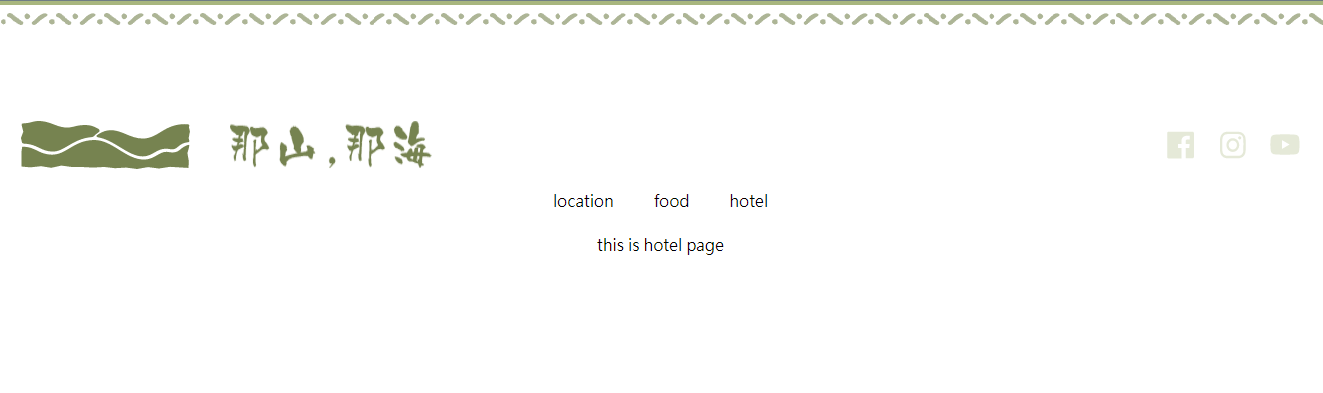 那山,那海
location food hotel
this is hotel page